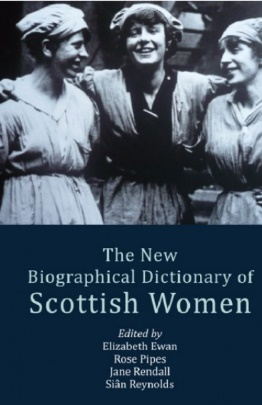 The New
Biographical Dictionary of
Scottish Women
Edited by
Elizabeth Ewan
Rose Pipes
Jane Rendall
Siân Reynolds